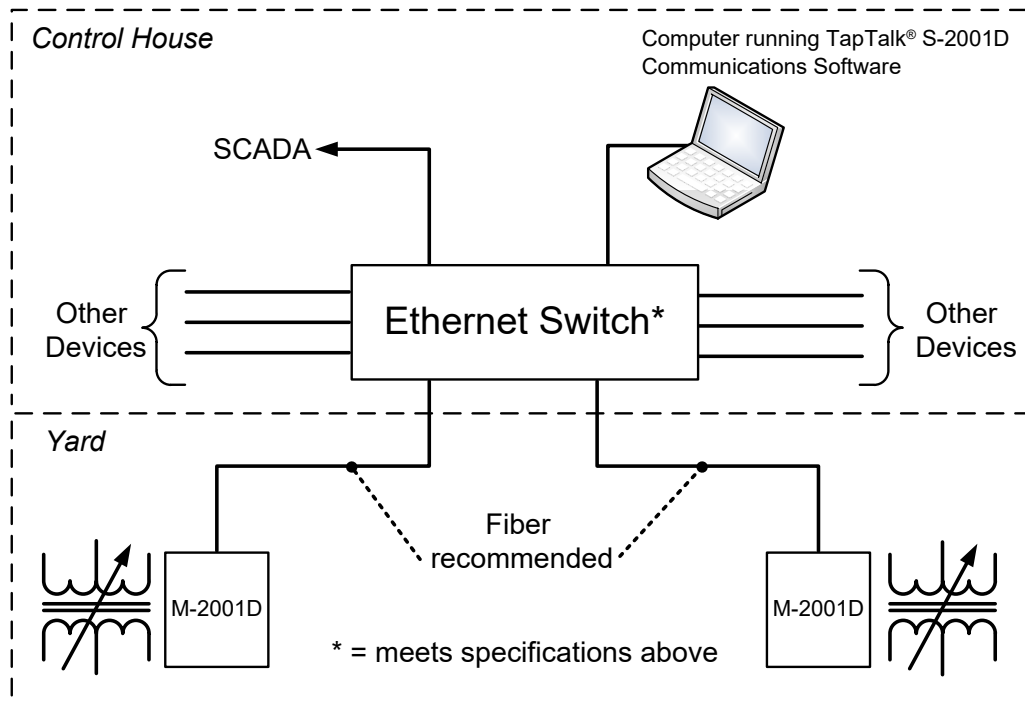 Control House
Computer running TapTalk® S-2001D
Communications Software
SCADA
Other
Devices
Ethernet Switch*
Other
Devices
Yard
Fiber
recommended
M-2001D
M-2001D
* = meets specifications above